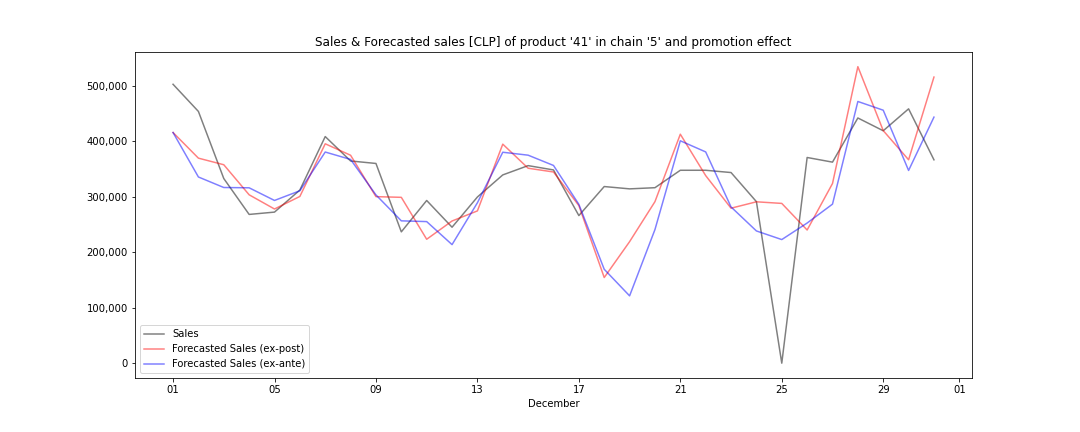 Sales & Forecasted sales [CLP] of product '41' in chain '5' and promotion effect
500,000
400,000
300,000
200,000
100,000
0
Sales
Forecasted Sales (ex-post)
Forecasted Sales (ex-ante)
01 05 09 13 17 21 25 29 01
December